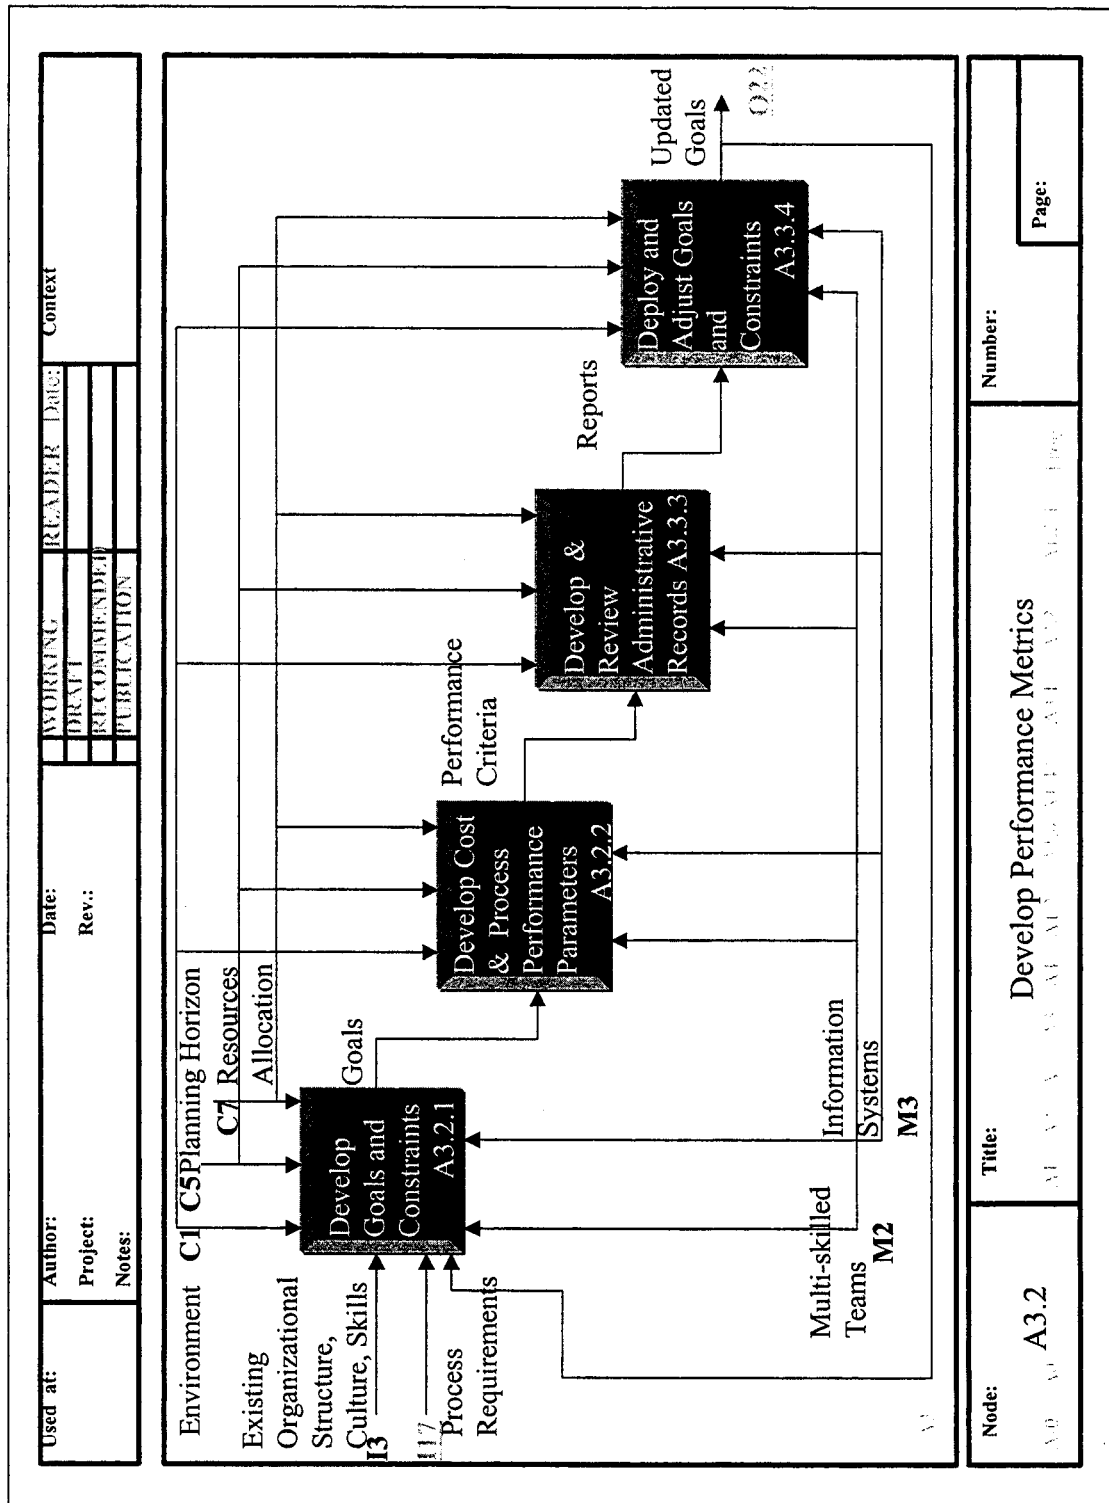 Used at:
Author:
Date:
Project:
Rev.:
Notes:
WORKING
DRAFT
RECOMMENDED
PUBLICATION
READER Date:
Context
Environment C1 C5Planning Horizon
C7 Resources
Allocation
Existing
Organizational
Structure,
Culture, Skills
I3
I17
Process
Requirements
Develop
Goals and
Constraints
A3.2.1
Goals
Develop Cost
& Process
Performance
Parameters
A3.2.2
Performance
Criteria
Develop &
Review
Administrative
Records A3.3.3
Reports
Deploy and
Adjust Goals
and
Constraints
A3.3.4
Updated
Goals
O22
Multi-skilled
Teams
M2
Information
Systems
M3
Node:
A3.2
Title:
Develop Performance Metrics
Number:
Page: